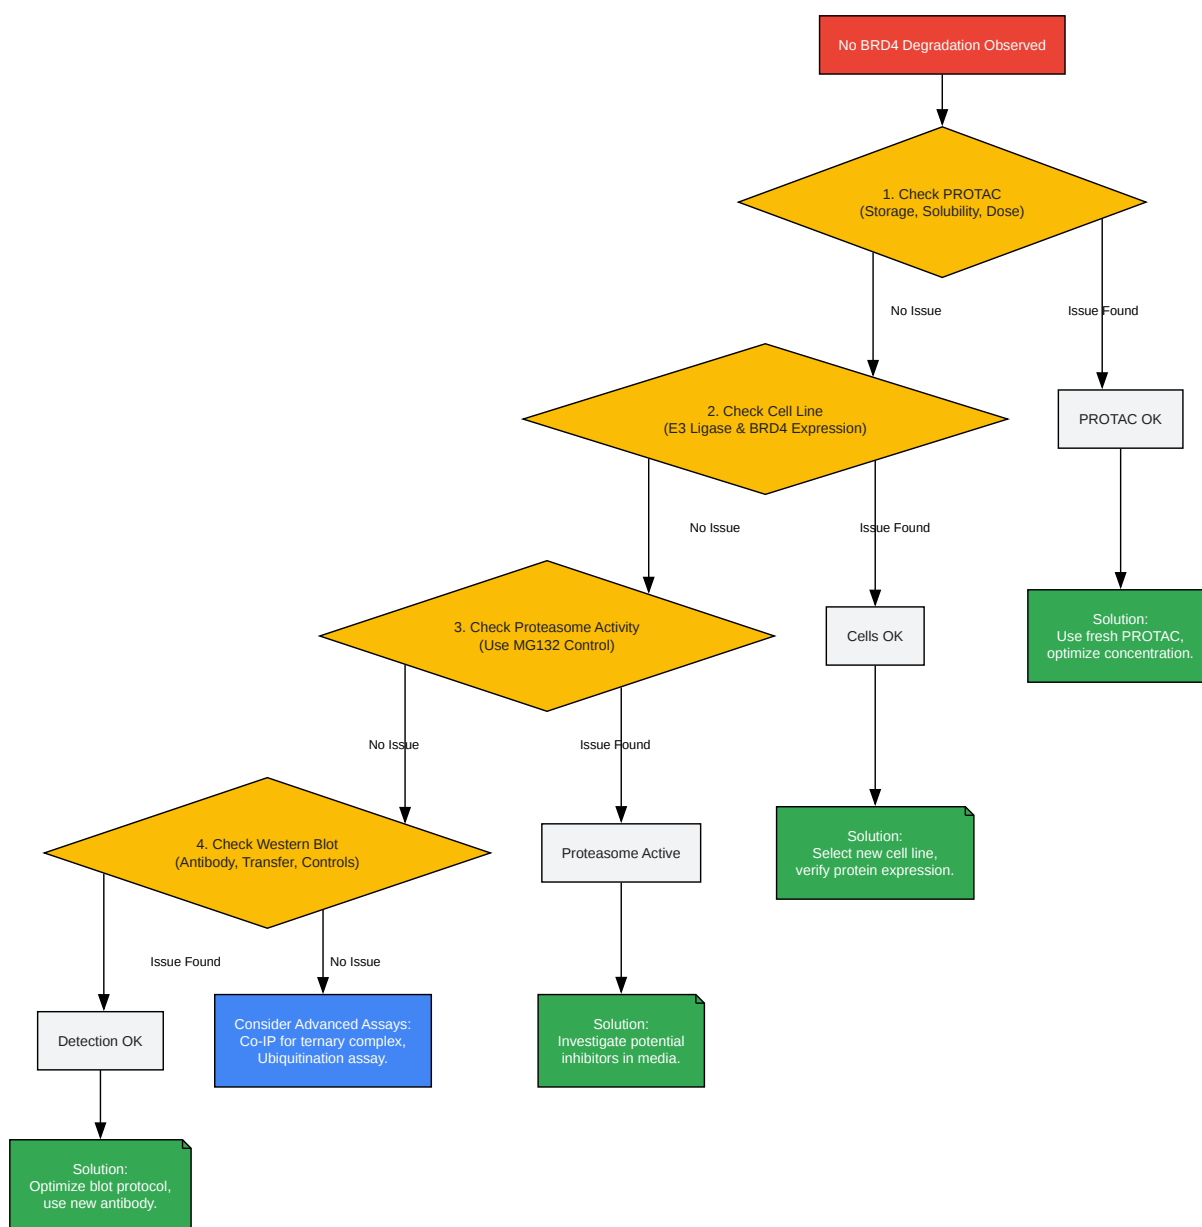 No BRD4 Degradation Observed
1. Check PROTAC
(Storage, Solubility, Dose)
No Issue
Issue Found
2. Check Cell Line
(E3 Ligase & BRD4 Expression)
PROTAC OK
No Issue
Issue Found
Solution:
Use fresh PROTAC,
optimize concentration.
3. Check Proteasome Activity
(Use MG132 Control)
Cells OK
No Issue
Issue Found
Solution:
Select new cell line,
verify protein expression.
4. Check Western Blot
(Antibody, Transfer, Controls)
Proteasome Active
Issue Found
No Issue
Detection OK
Consider Advanced Assays:
Co-IP for ternary complex,
Ubiquitination assay.
Solution:
Investigate potential
inhibitors in media.
Solution:
Optimize blot protocol,
use new antibody.